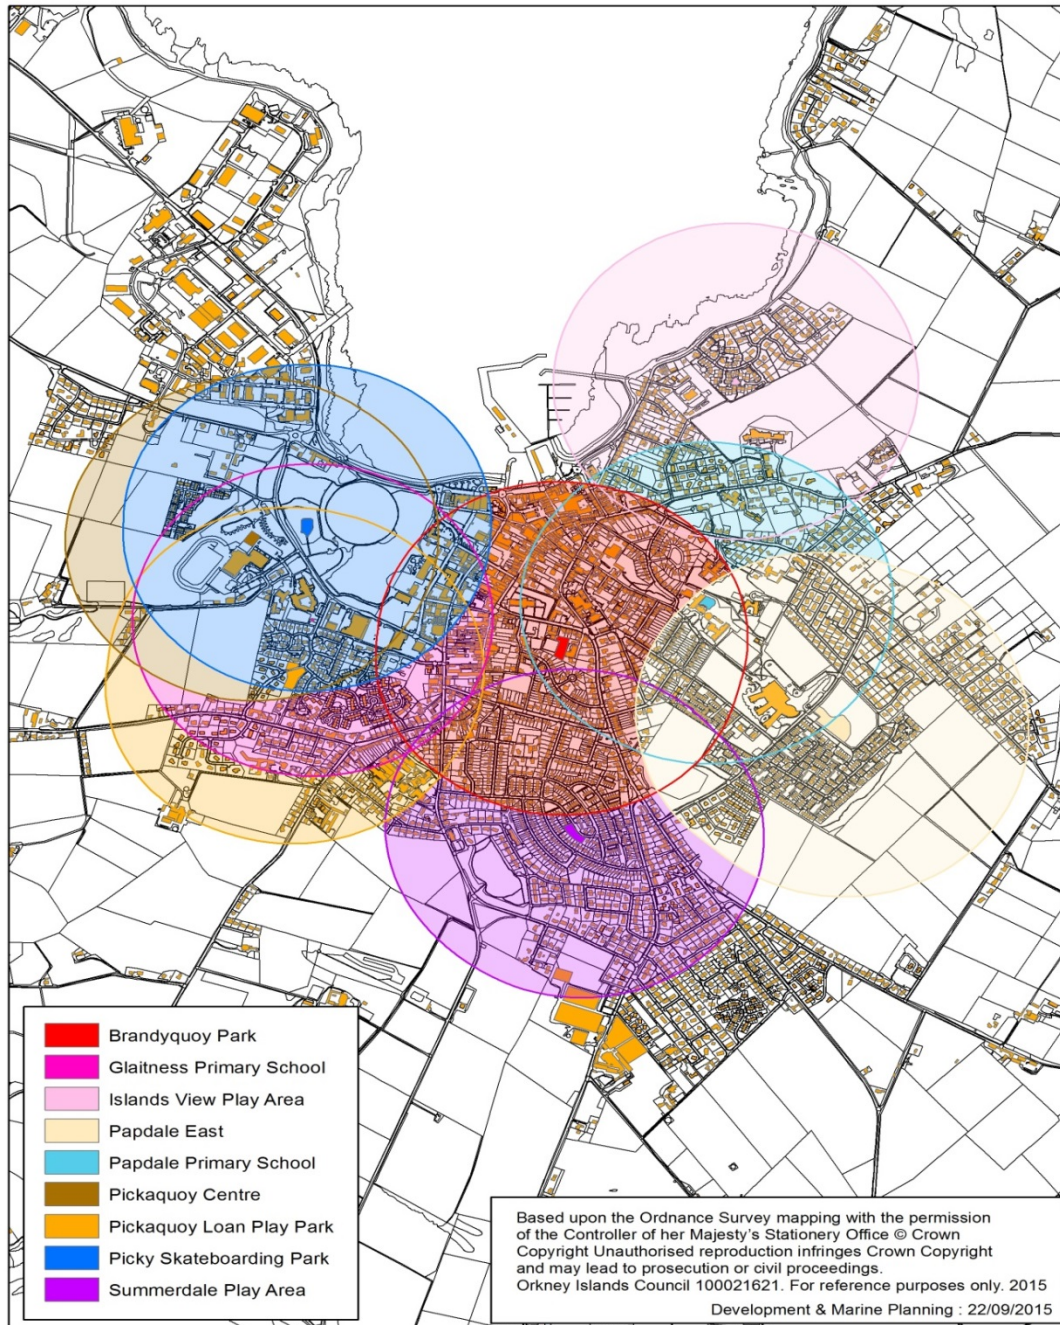 Brandyquoy Park
Glaitness Primary School
Islands View Play Area
Papdale East
Papdale Primary School
Pickaquoy Centre
Pickaquoy Loan Play Park
Picky Skateboarding Park
Summerdale Play Area
Based upon the Ordnance Survey mapping with the permission
of the Controller of her Majesty's Stationery Office © Crown
Copyright Unauthorised reproduction infringes Crown Copyright
and may lead to prosecution or civil proceedings.
Orkney Islands Council 100021621. For reference purposes only. 2015
Development & Marine Planning : 22/09/2015